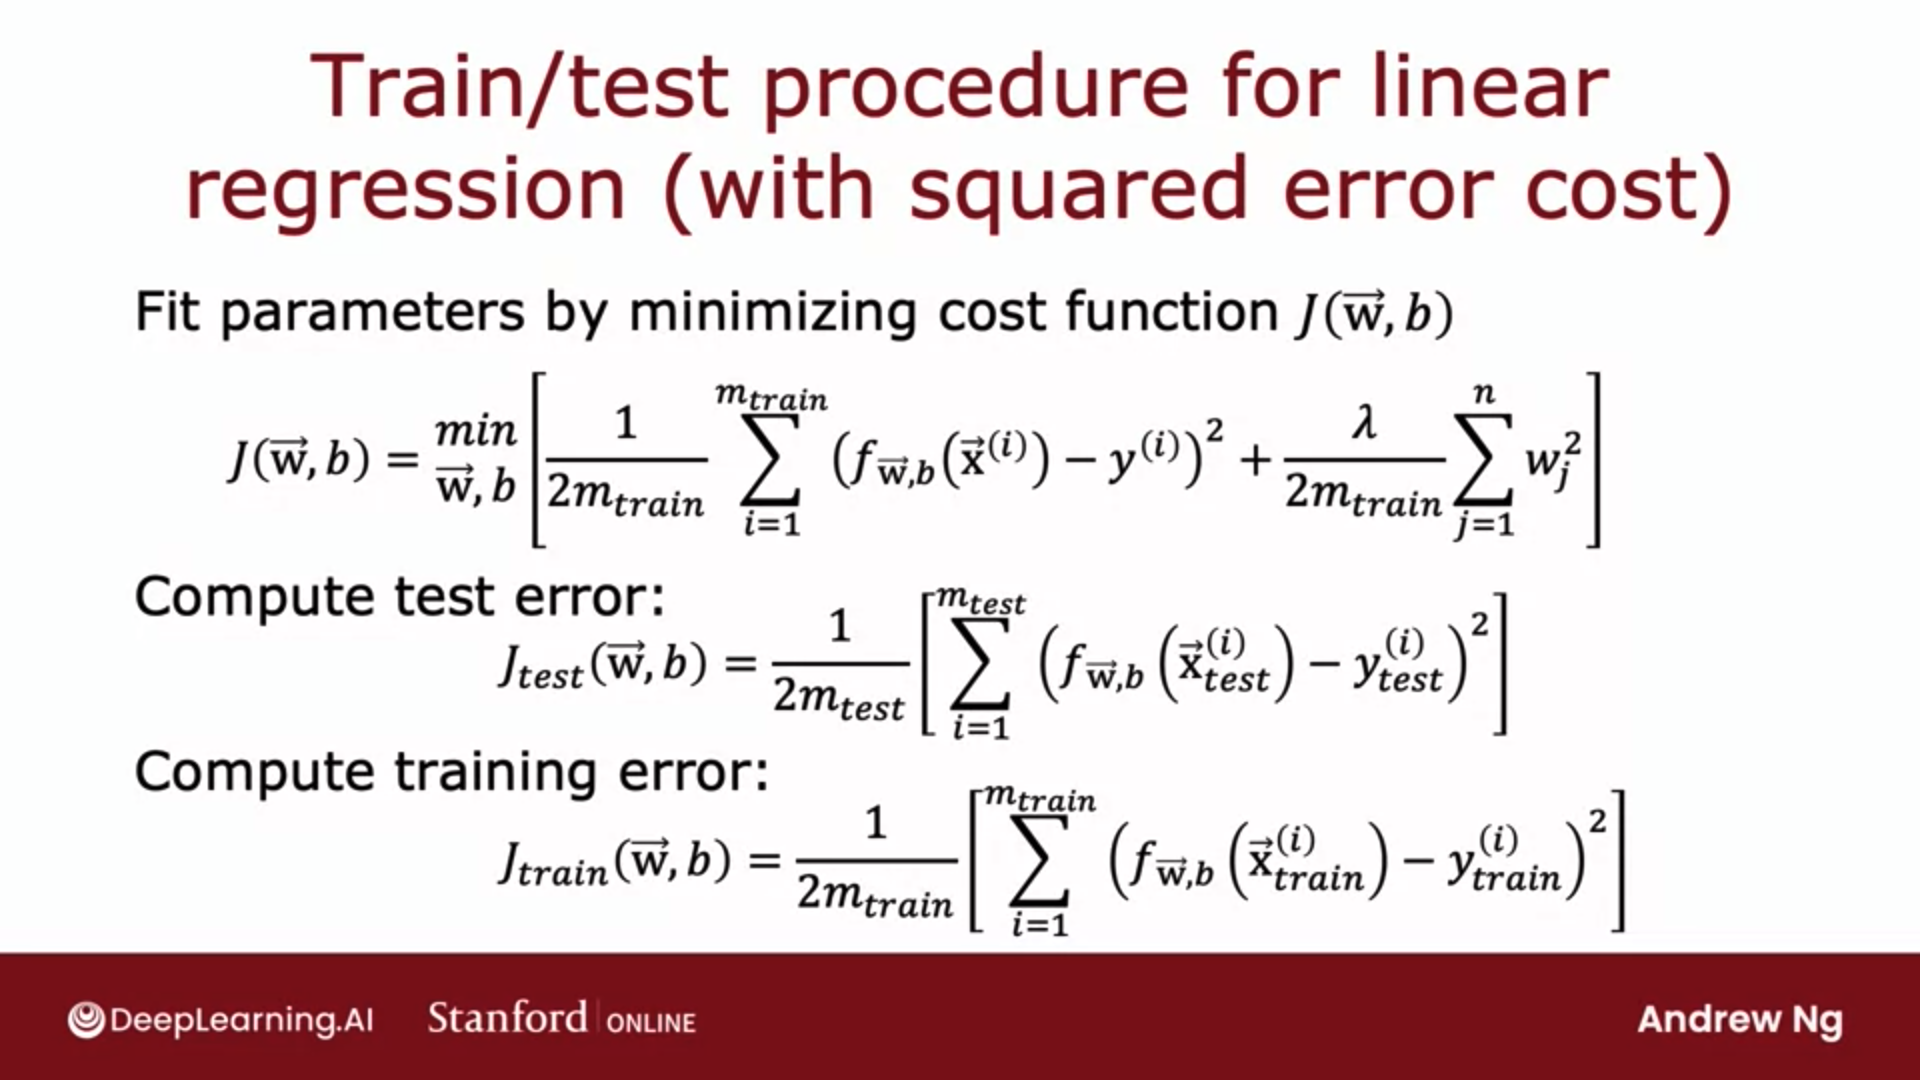 Train/test procedure for linear
regression (with squared error cost)
Fit parameters by minimizing cost function $J(\vec{w}, b)$
$J(\vec{w}, b) = \min_{\vec{w}, b} \left[ \frac{1}{2m_{train}} \sum_{i=1}^{m_{train}} \left( f_{\vec{w},b}(\vec{x}^{(i)}) - y^{(i)} \right)^2 + \frac{\lambda}{2m_{train}} \sum_{j=1}^{n} w_j^2 \right]$
Compute test error:
$J_{test}(\vec{w}, b) = \frac{1}{2m_{test}} \left[ \sum_{i=1}^{m_{test}} \left( f_{\vec{w},b}\left(\vec{x}_{test}^{(i)}\right) - y_{test}^{(i)} \right)^2 \right]$
Compute training error:
$J_{train}(\vec{w}, b) = \frac{1}{2m_{train}} \left[ \sum_{i=1}^{m_{train}} \left( f_{\vec{w},b}\left(\vec{x}_{train}^{(i)}\right) - y_{train}^{(i)} \right)^2 \right]$
DeepLearning.AI
Stanford | ONLINE
Andrew Ng